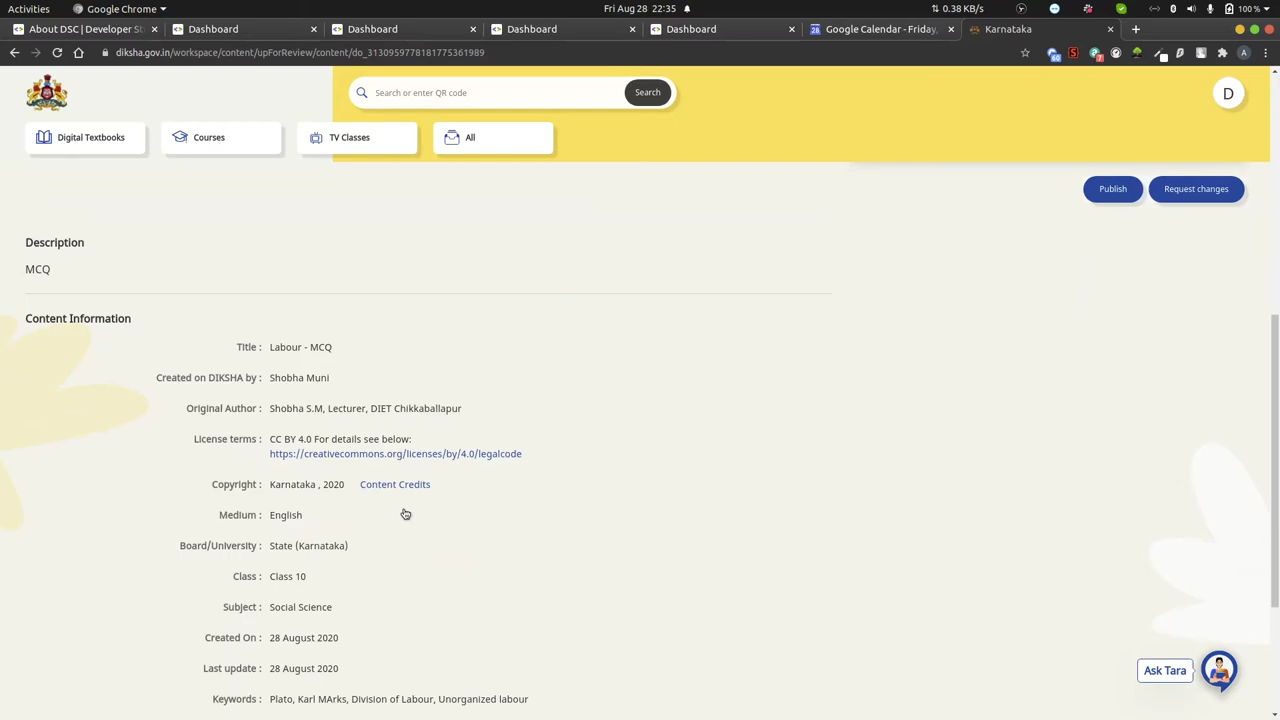 Activities Google Chrome Fri Aug 28 22:35 0.38 KB/s 100 %
About DSC | Developer S Dashboard Dashboard Dashboard Dashboard 28 Google Calendar - Friday, Karnataka
diksha.gov.in/workspace/content/upForReview/content/do_3130959778181775361989 60 S 7 A
Search or enter QR code Search D
Digital Textbooks Courses TV Classes All
Publish Request changes
Description
MCQ
Content Information
Title : Labour - MCQ
Created on DIKSHA by : Shobha Muni
Original Author : Shobha S.M, Lecturer, DIET Chikkaballapur
License terms : CC BY 4.0 For details see below:
https://creativecommons.org/licenses/by/4.0/legalcode
Copyright : Karnataka , 2020 Content Credits
Medium : English
Board/University : State (Karnataka)
Class : Class 10
Subject : Social Science
Created On : 28 August 2020
Last update : 28 August 2020
Ask Tara
Keywords : Plato, Karl MArks, Division of Labour, Unorganized labour